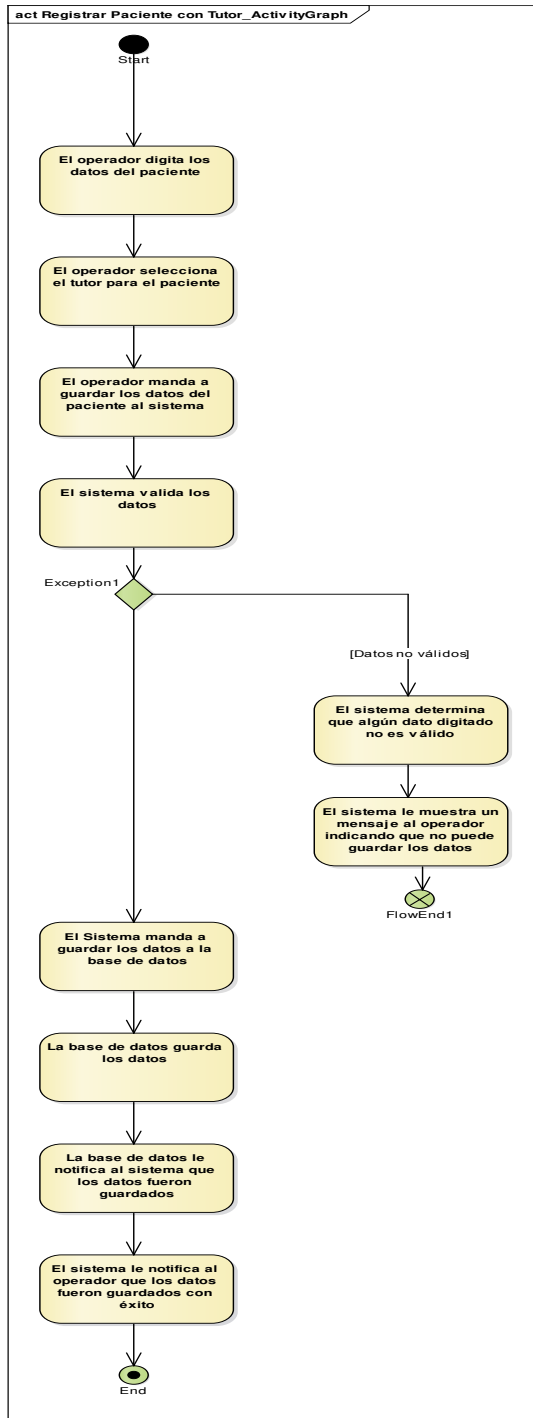 act Registrar Paciente con Tutor_ActivityGraph
Start
El operador digita los
datos del paciente
El operador selecciona
el tutor para el paciente
El operador manda a
guardar los datos del
paciente al sistema
El sistema valida los
datos
Exception1
[Datos no válidos]
El sistema determina
que algún dato digitado
no es válido
El sistema le muestra un
mensaje al operador
indicando que no puede
guardar los datos
FlowEnd1
El Sistema manda a
guardar los datos a la
base de datos
La base de datos guarda
los datos
La base de datos le
notifica al sistema que
los datos fueron
guardados
El sistema le notifica al
operador que los datos
fueron guardados con
éxito
End